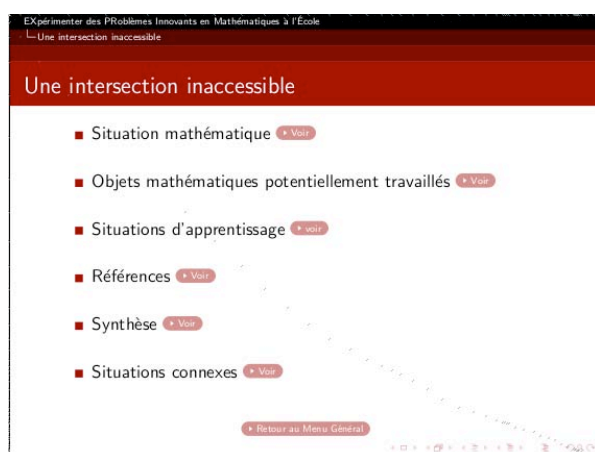 EXpérimenter des PRoblèmes Innovants en Mathématiques à l'École
Une intersection inaccessible
Une intersection inaccessible
Situation mathématique Voir
Objets mathématiques potentiellement travaillés Voir
Situations d'apprentissage voir
Références Voir
Synthèse Voir
Situations connexes Voir
Retour au Menu Général